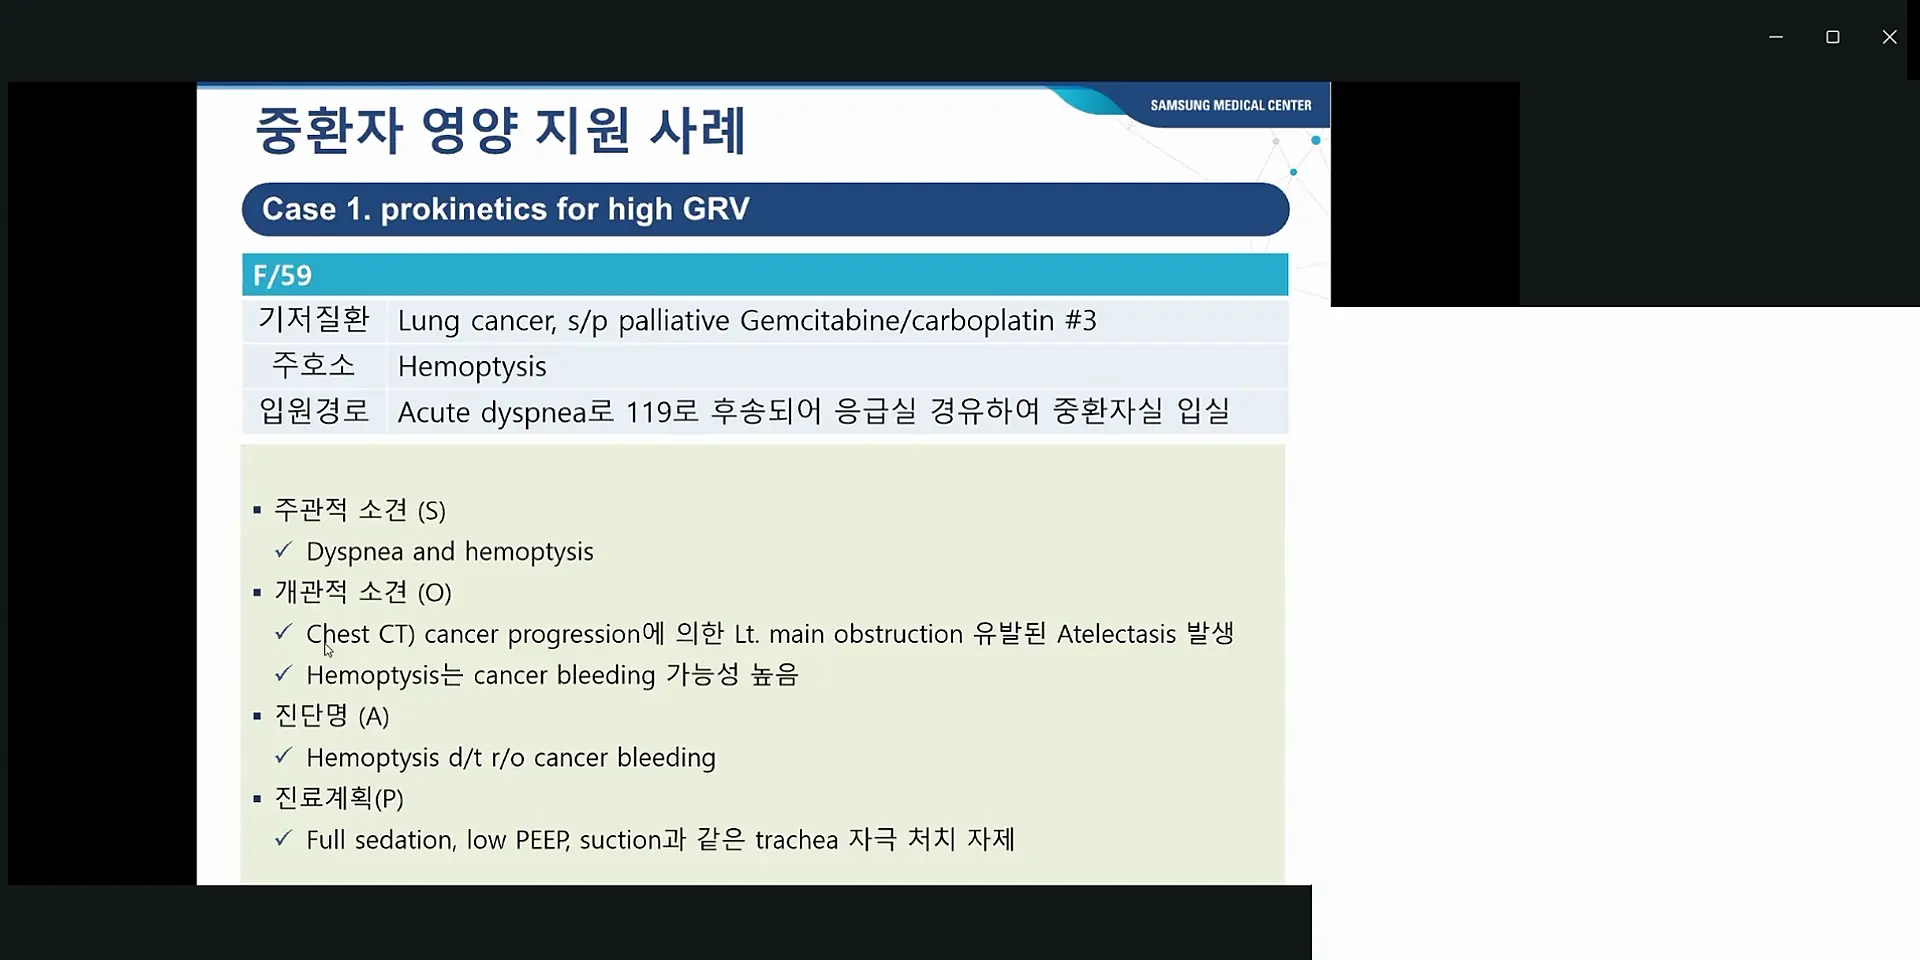 SAMSUNG MEDICAL CENTER
중환자 영양 지원 사례
Case 1. prokinetics for high GRV
F/59
기저질환 Lung cancer, s/p palliative Gemcitabine/carboplatin #3
주호소 Hemoptysis
입원경로 Acute dyspnea로 119로 후송되어 응급실 경유하여 중환자실 입실
▪ 주관적 소견 (S)
✓ Dyspnea and hemoptysis
▪ 개관적 소견 (O)
✓ Chest CT) cancer progression에 의한 Lt. main obstruction 유발된 Atelectasis 발생
✓ Hemoptysis는 cancer bleeding 가능성 높음
▪ 진단명 (A)
✓ Hemoptysis d/t r/o cancer bleeding
▪ 진료계획(P)
✓ Full sedation, low PEEP, suction과 같은 trachea 자극 처치 자제